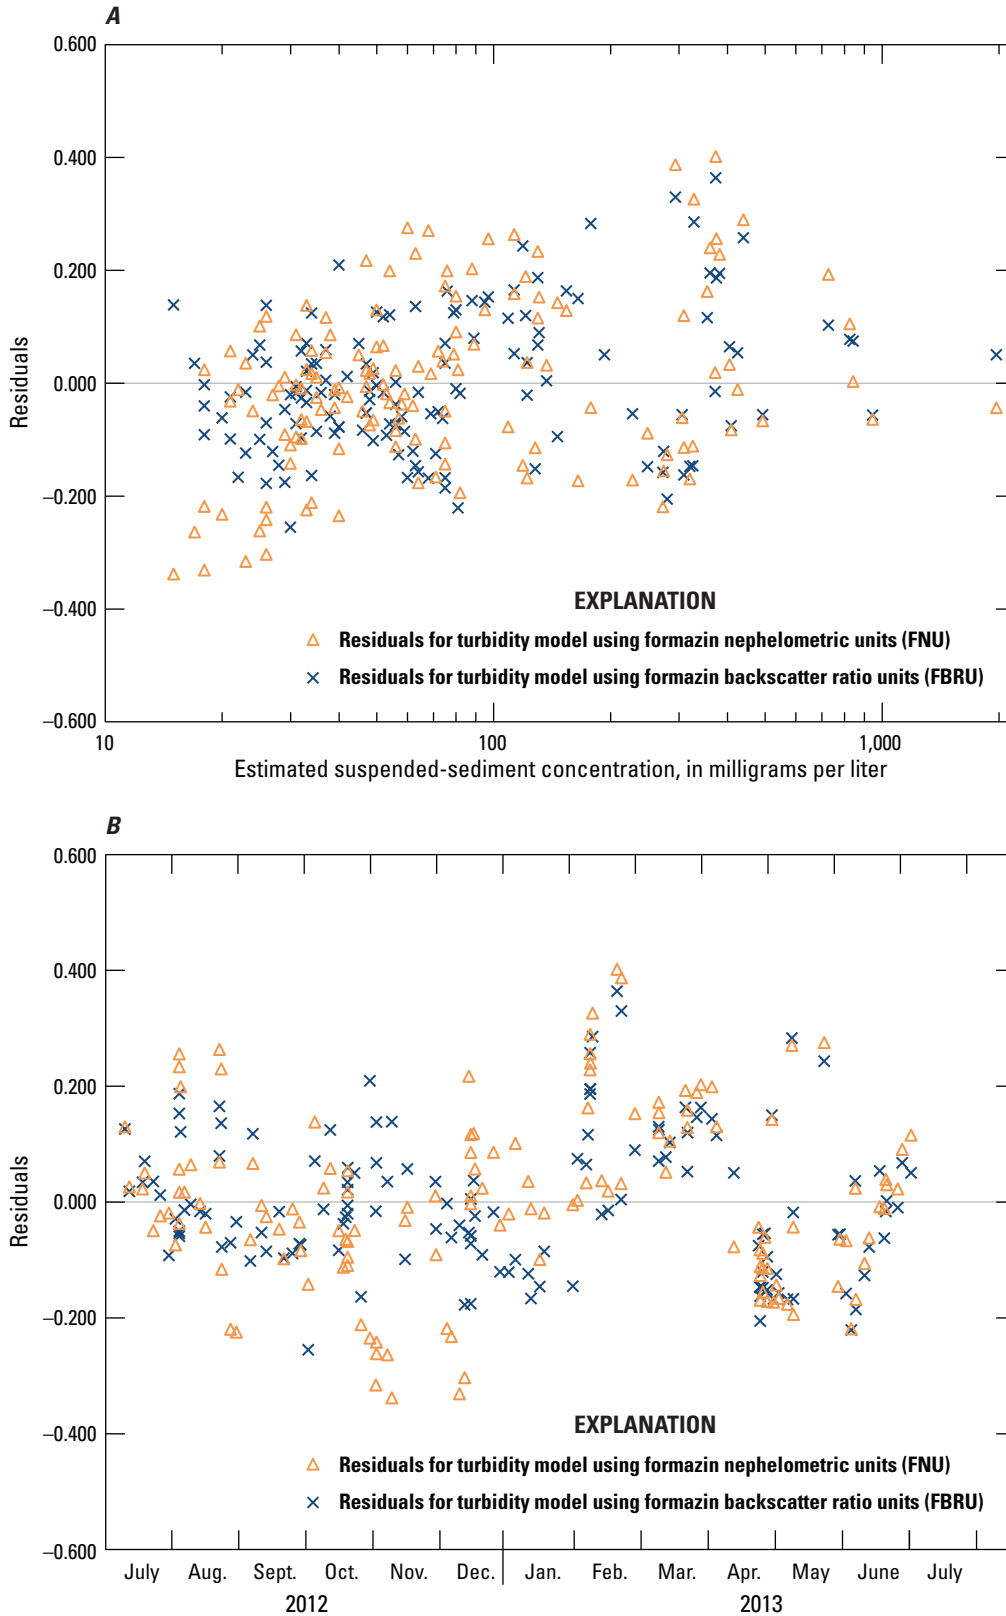 A
0.600
0.400
0.200
0.000
–0.200
–0.400
–0.600
Residuals
EXPLANATION
Residuals for turbidity model using formazin nephelometric units (FNU)
Residuals for turbidity model using formazin backscatter ratio units (FBRU)
10
100
1,000
Estimated suspended-sediment concentration, in milligrams per liter
B
0.600
0.400
0.200
0.000
–0.200
–0.400
–0.600
Residuals
EXPLANATION
Residuals for turbidity model using formazin nephelometric units (FNU)
Residuals for turbidity model using formazin backscatter ratio units (FBRU)
July Aug. Sept. Oct. Nov. Dec. Jan. Feb. Mar. Apr. May June July
2012 2013